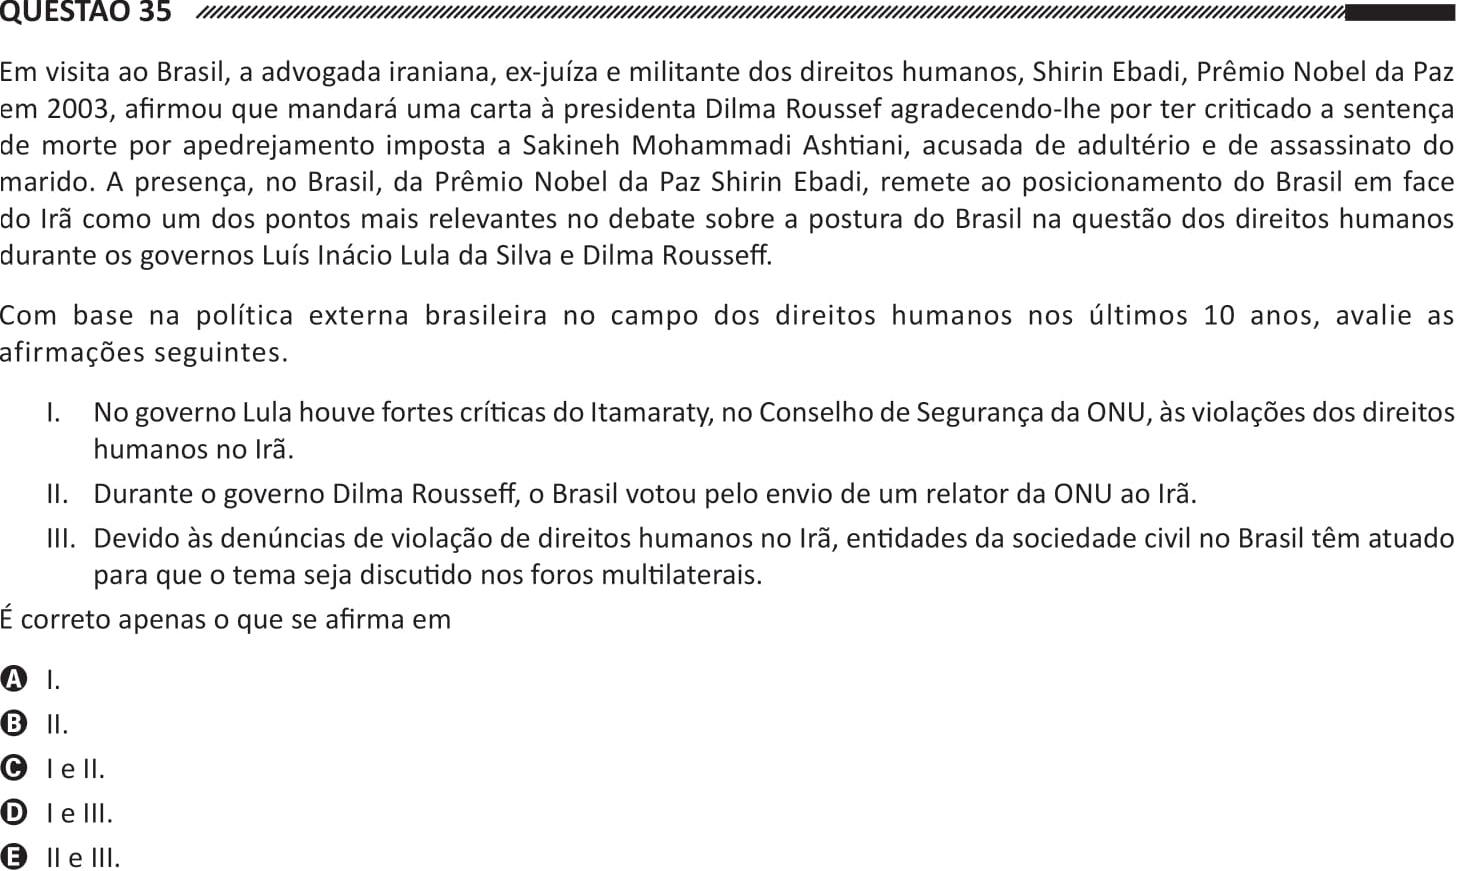 QUESTÃO 35
Em visita ao Brasil, a advogada iraniana, ex-juíza e militante dos direitos humanos, Shirin Ebadi, Prêmio Nobel da Paz
em 2003, afirmou que mandará uma carta à presidenta Dilma Roussef agradecendo-lhe por ter criticado a sentença
de morte por apedrejamento imposta a Sakineh Mohammadi Ashtiani, acusada de adultério e de assassinato do
marido. A presença, no Brasil, da Prêmio Nobel da Paz Shirin Ebadi, remete ao posicionamento do Brasil em face
do Irã como um dos pontos mais relevantes no debate sobre a postura do Brasil na questão dos direitos humanos
durante os governos Luís Inácio Lula da Silva e Dilma Rousseff.
Com base na política externa brasileira no campo dos direitos humanos nos últimos 10 anos, avalie as
afirmações seguintes.
I. No governo Lula houve fortes críticas do Itamaraty, no Conselho de Segurança da ONU, às violações dos direitos
humanos no Irã.
II. Durante o governo Dilma Rousseff, o Brasil votou pelo envio de um relator da ONU ao Irã.
III. Devido às denúncias de violação de direitos humanos no Irã, entidades da sociedade civil no Brasil têm atuado
para que o tema seja discutido nos foros multilaterais.
É correto apenas o que se afirma em
A I.
B II.
C I e II.
D I e III.
E II e III.